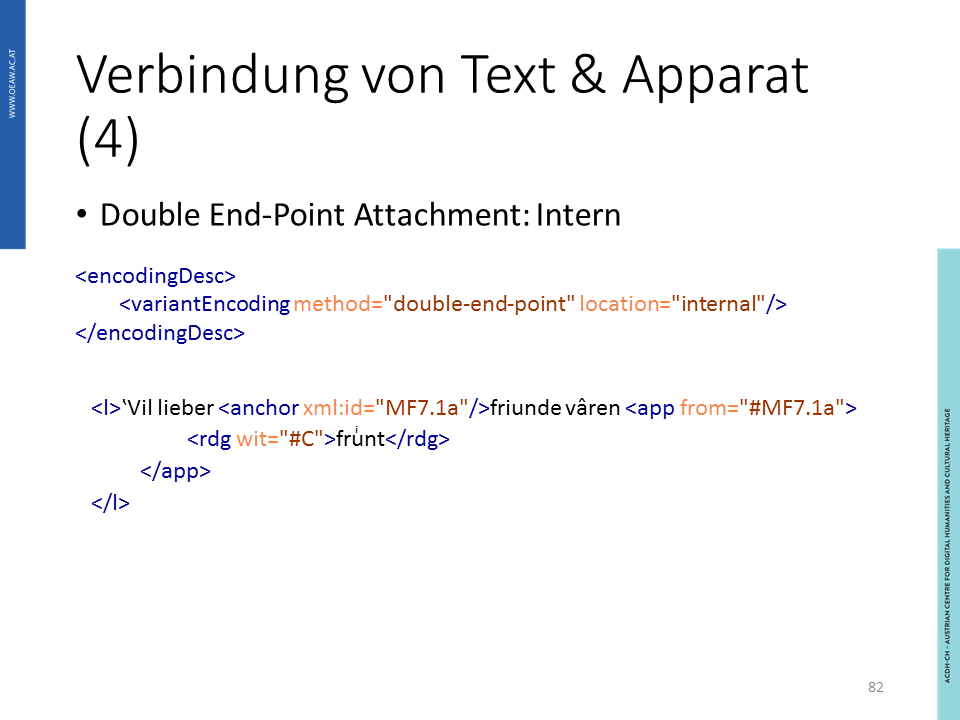 WWW.OEAW.AC.AT
Verbindung von Text & Apparat
(4)
• Double End-Point Attachment: Intern
<encodingDesc>
<variantEncoding method="double-end-point" location="internal"/>
</encodingDesc>
<l>‛Vil lieber <anchor xml:id="MF7.1a"/>friunde vâren <app from="#MF7.1a">
<rdg wit="#C">fruͥnt</rdg>
</app>
</l>
ACDH-CH – AUSTRIAN CENTRE FOR DIGITAL HUMANITIES AND CULTURAL HERITAGE
82